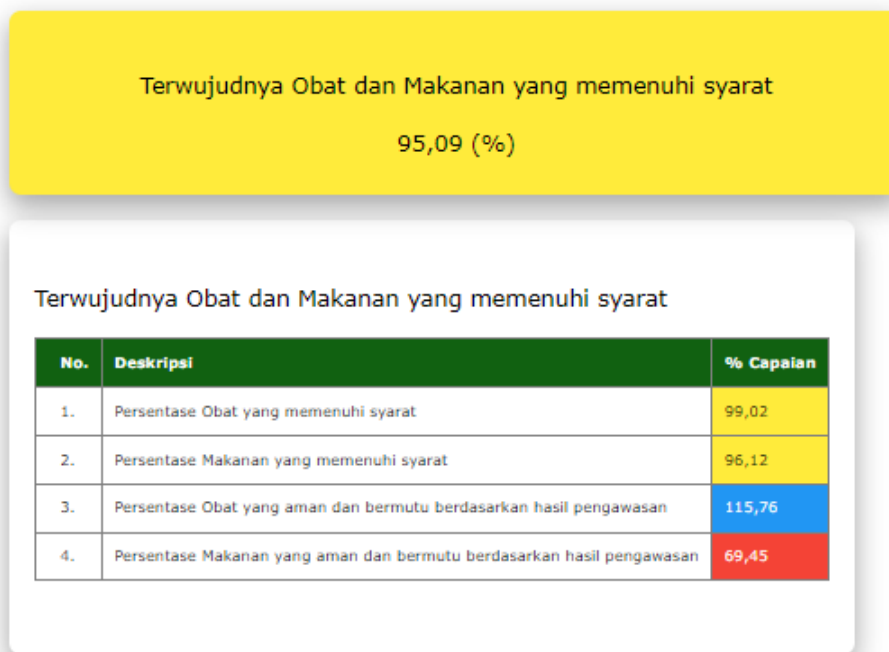 Terwujudnya Obat dan Makanan yang memenuhi syarat
95,09 (%)
Terwujudnya Obat dan Makanan yang memenuhi syarat
No. Deskripsi % Capaian
1. Persentase Obat yang memenuhi syarat 99,02
2. Persentase Makanan yang memenuhi syarat 96,12
3. Persentase Obat yang aman dan bermutu berdasarkan hasil pengawasan 115,76
4. Persentase Makanan yang aman dan bermutu berdasarkan hasil pengawasan 69,45